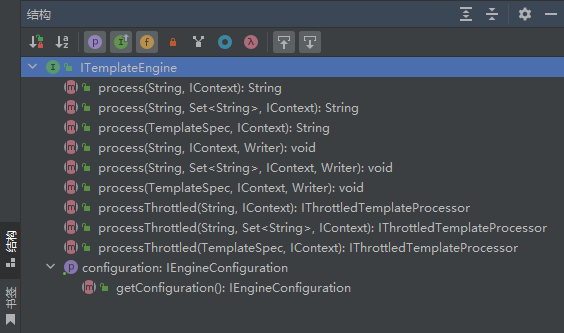 结构
ITemplateEngine
process(String, IContext): String
process(String, Set<String>, IContext): String
process(TemplateSpec, IContext): String
process(String, IContext, Writer): void
process(String, Set<String>, IContext, Writer): void
process(TemplateSpec, IContext, Writer): void
processThrottled(String, IContext): IThrottledTemplateProcessor
processThrottled(String, Set<String>, IContext): IThrottledTemplateProcessor
processThrottled(TemplateSpec, IContext): IThrottledTemplateProcessor
configuration: IEngineConfiguration
getConfiguration(): IEngineConfiguration
结构
书签